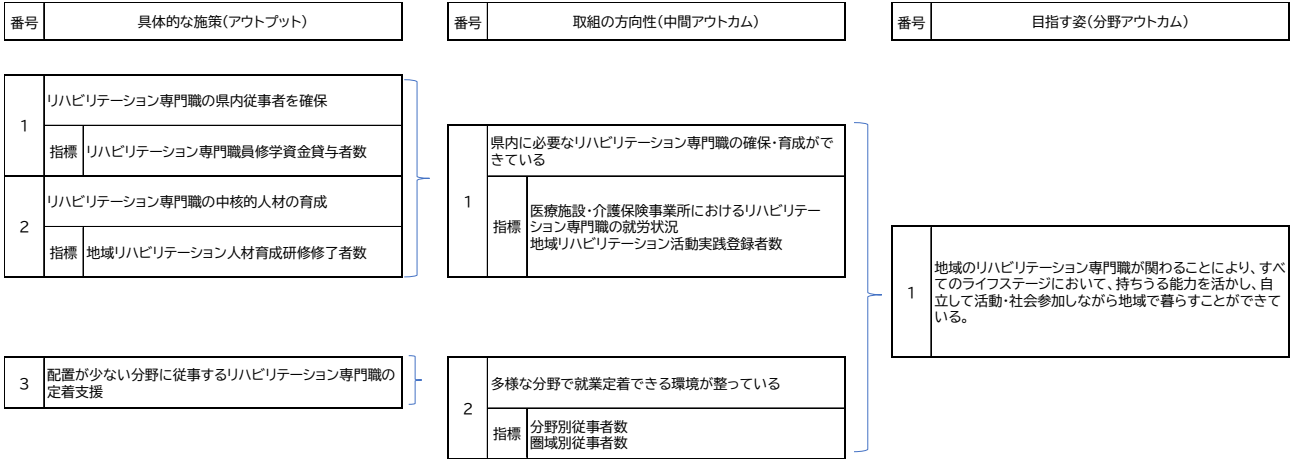 番号 具体的な施策(アウトプット)
番号 取組の方向性(中間アウトカム)
番号 目指す姿(分野アウトカム)
1 リハビリテーション専門職の県内従事者を確保
指標 リハビリテーション専門職員修学資金貸与者数
2 リハビリテーション専門職の中核的人材の育成
指標 地域リハビリテーション人材育成研修修了者数
3 配置が少ない分野に従事するリハビリテーション専門職の
定着支援
1 県内に必要なリハビリテーション専門職の確保・育成がで
きている
指標 医療施設・介護保険事業所におけるリハビリテー
ション専門職の就労状況
地域リハビリテーション活動実践登録者数
2 多様な分野で就業定着できる環境が整っている
指標 分野別従事者数
圏域別従事者数
1 地域のリハビリテーション専門職が関わることにより、すべ
てのライフステージにおいて、持ちうる能力を活かし、自
立して活動・社会参加しながら地域で暮らすことができて
いる。